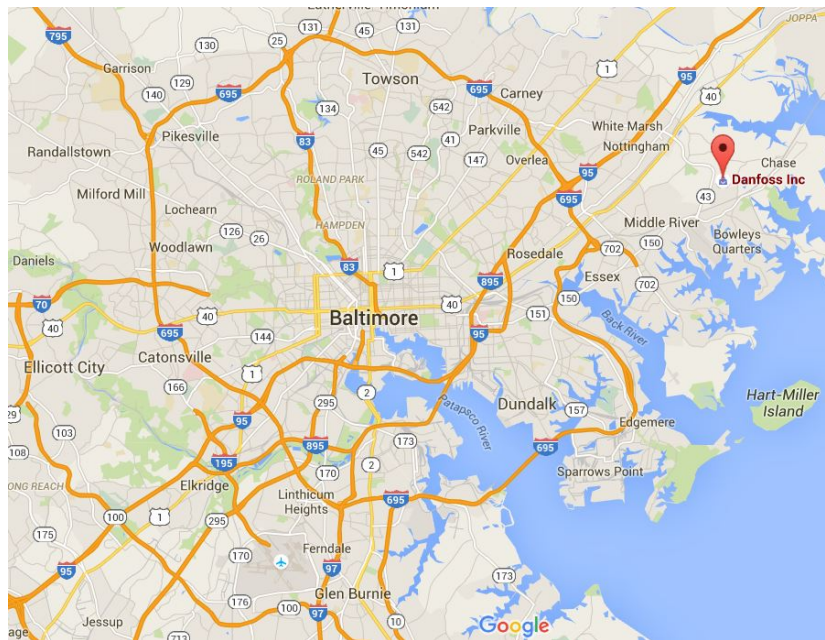 Lutherville-Timonium
JOPPA
795
131
45
131
25
1
95
Garrison
130
Towson
129
695
Carney
40
140
695
134
542
Pikesville
83
45
542
41
Parkville
White Marsh
Nottingham
Chase
147
Overlea
Randallstown
95
Danfoss Inc
ROLAND PARK
43
Milford Mill
695
Lochearn
Middle River
126
26
HAMPDEN
Bowleys
Quarters
Woodlawn
702
150
Rosedale
Daniels
83
1
895
Essex
702
70
40
40
150
40
695
144
Baltimore
95
151
Back River
Ellicott City
Catonsville
1
166
2
Hart-Miller
Island
295
Patapsco River
Dundalk
157
29
95
Edgemere
103
895
173
695
108
195
170
2
Sparrows Point
ONG REACH
Elkridge
Linthicum
Heights
695
100
1
295
175
170
Ferndale
97
95
173
176
100
97
Glen Burnie
10
Jessup
713
age
Google